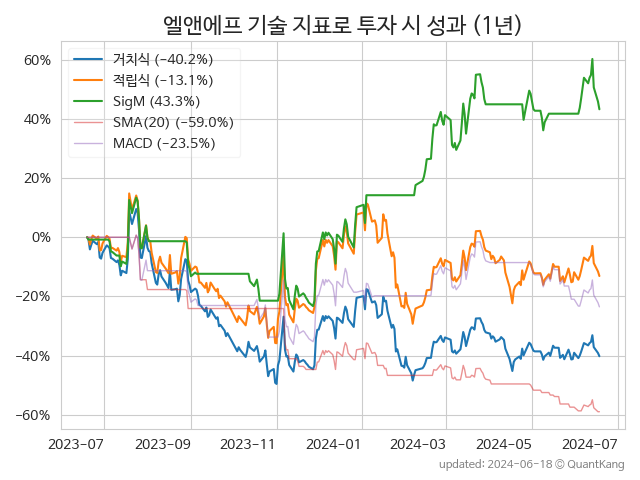 엘앤에프 기술 지표로 투자 시 성과 (1년)
거치식 (−40.2%)
적립식 (−13.1%)
SigM (43.3%)
SMA(20) (−59.0%)
MACD (−23.5%)
60%
40%
20%
0%
−20%
−40%
−60%
2023-07 2023-09 2023-11 2024-01 2024-03 2024-05 2024-07
updated: 2024-06-18 © QuantKang